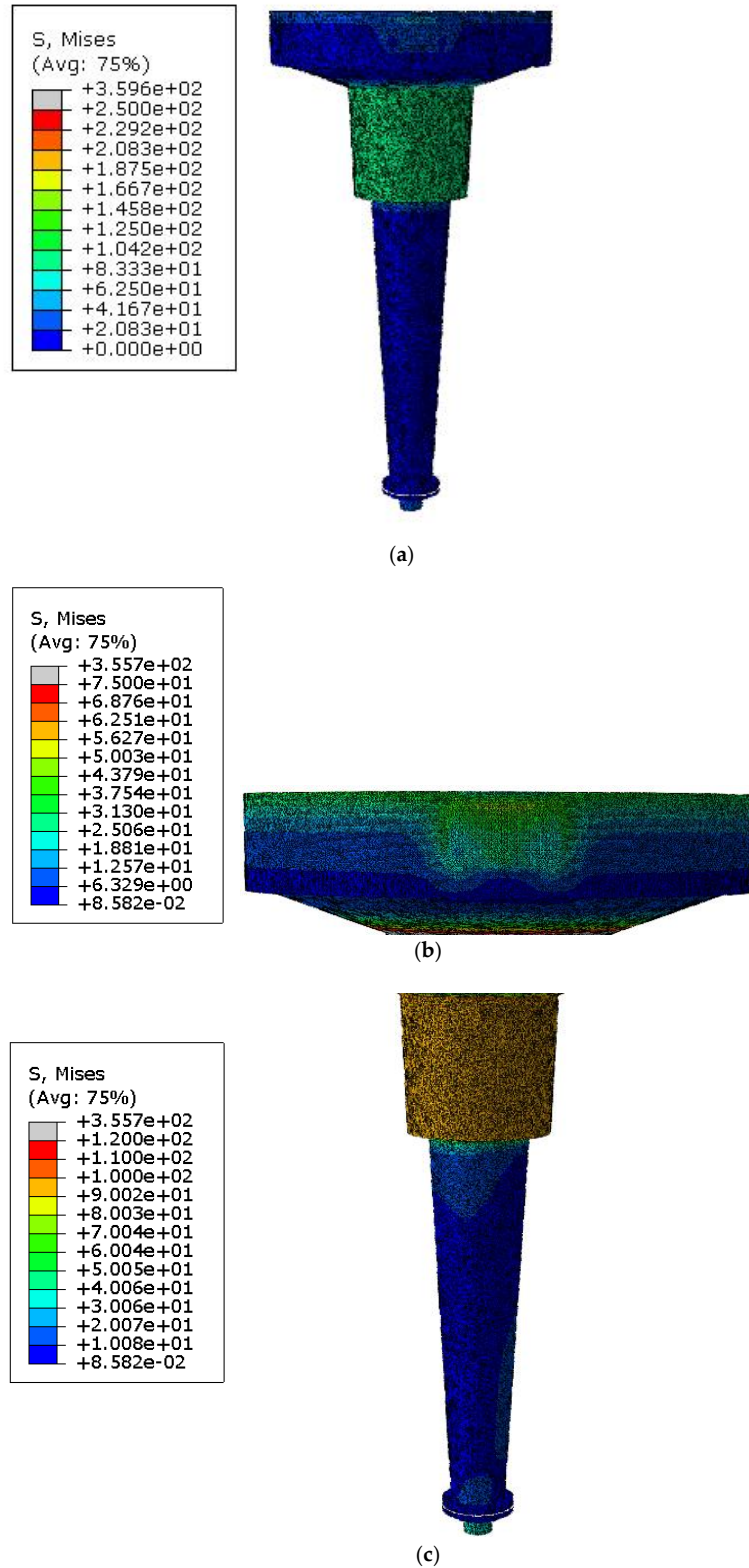 S, Mises
(Avg: 75%)
+3.596e+02
+2.500e+02
+2.292e+02
+2.083e+02
+1.875e+02
+1.667e+02
+1.458e+02
+1.250e+02
+1.042e+02
+8.333e+01
+6.250e+01
+4.167e+01
+2.083e+01
+0.000e+00
(a)
S, Mises
(Avg: 75%)
+3.557e+02
+7.500e+01
+6.876e+01
+6.251e+01
+5.627e+01
+5.003e+01
+4.379e+01
+3.754e+01
+3.130e+01
+2.506e+01
+1.881e+01
+1.257e+01
+6.329e+00
+8.582e-02
(b)
S, Mises
(Avg: 75%)
+3.557e+02
+1.200e+02
+1.100e+02
+1.000e+02
+9.002e+01
+8.003e+01
+7.004e+01
+6.004e+01
+5.005e+01
+4.006e+01
+3.006e+01
+2.007e+01
+1.008e+01
+8.582e-02
(c)